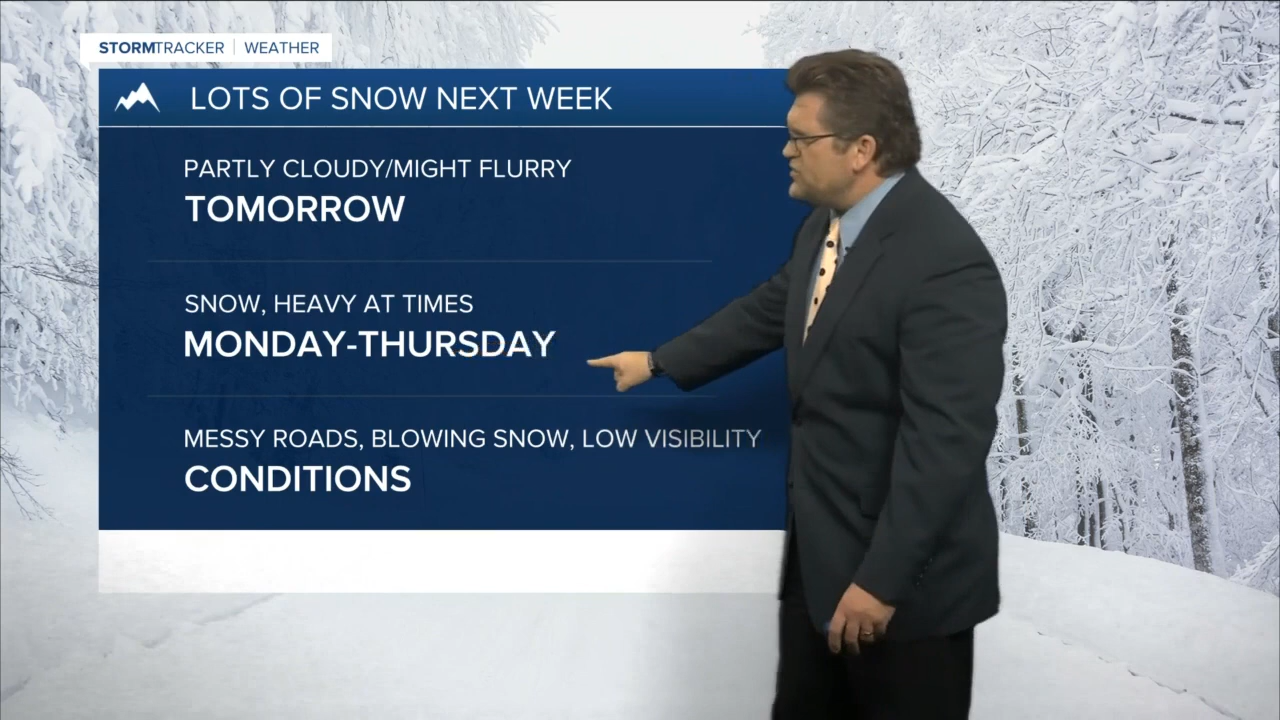 STORMTRACKER | WEATHER
LOTS OF SNOW NEXT WEEK
PARTLY CLOUDY/MIGHT FLURRY
TOMORROW
SNOW, HEAVY AT TIMES
MONDAY-THURSDAY
MESSY ROADS, BLOWING SNOW, LOW VISIBILITY
CONDITIONS